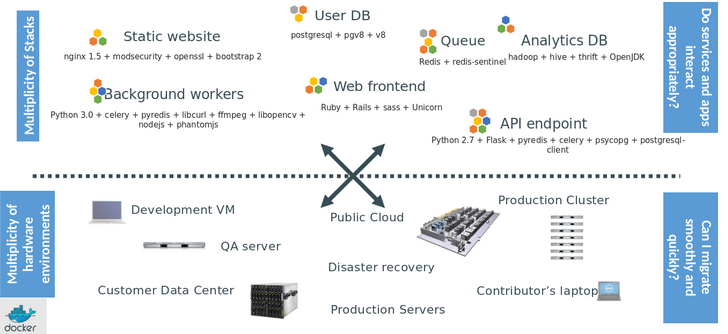 Multiplicity of Stacks
Static website
nginx 1.5 + modsecurity + openssl + bootstrap 2
User DB
postgresql + pgv8 + v8
Queue
Redis + redis-sentinel
Analytics DB
hadoop + hive + thrift + OpenJDK
Background workers
Python 3.0 + celery + pyredis + libcurl + ffmpeg + libopencv +
nodejs + phantomjs
Web frontend
Ruby + Rails + sass + Unicorn
API endpoint
Python 2.7 + Flask + pyredis + celery + psycopg + postgresql-
client
Do services and apps
interact
appropriately?
Multiplicity of
hardware
environments
Development VM
QA server
Customer Data Center
Public Cloud
Disaster recovery
Production Servers
Production Cluster
Contributor’s laptop
Can I migrate
smoothly and
quickly?
docker